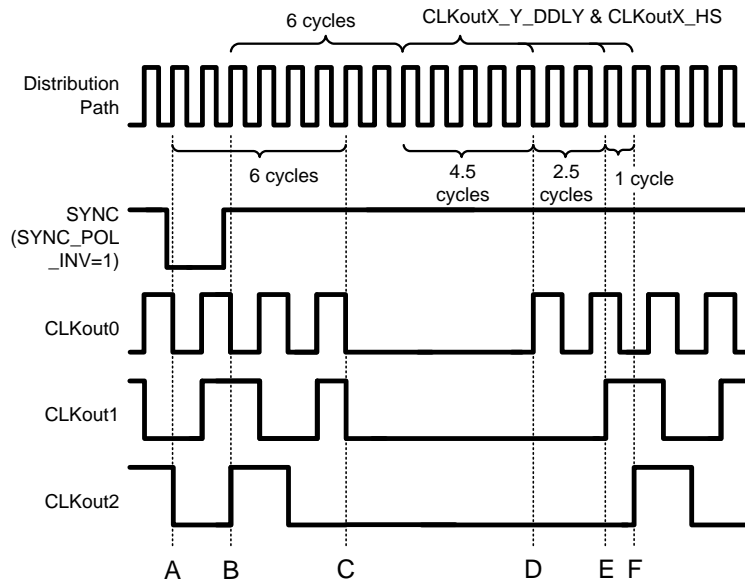 6 cycles
CLKoutX_Y_DDLY & CLKoutX_HS
Distribution
Path
6 cycles
4.5
cycles
2.5
cycles
1 cycle
SYNC
(SYNC_POL
_INV=1)
CLKout0
CLKout1
CLKout2
A B C D E F